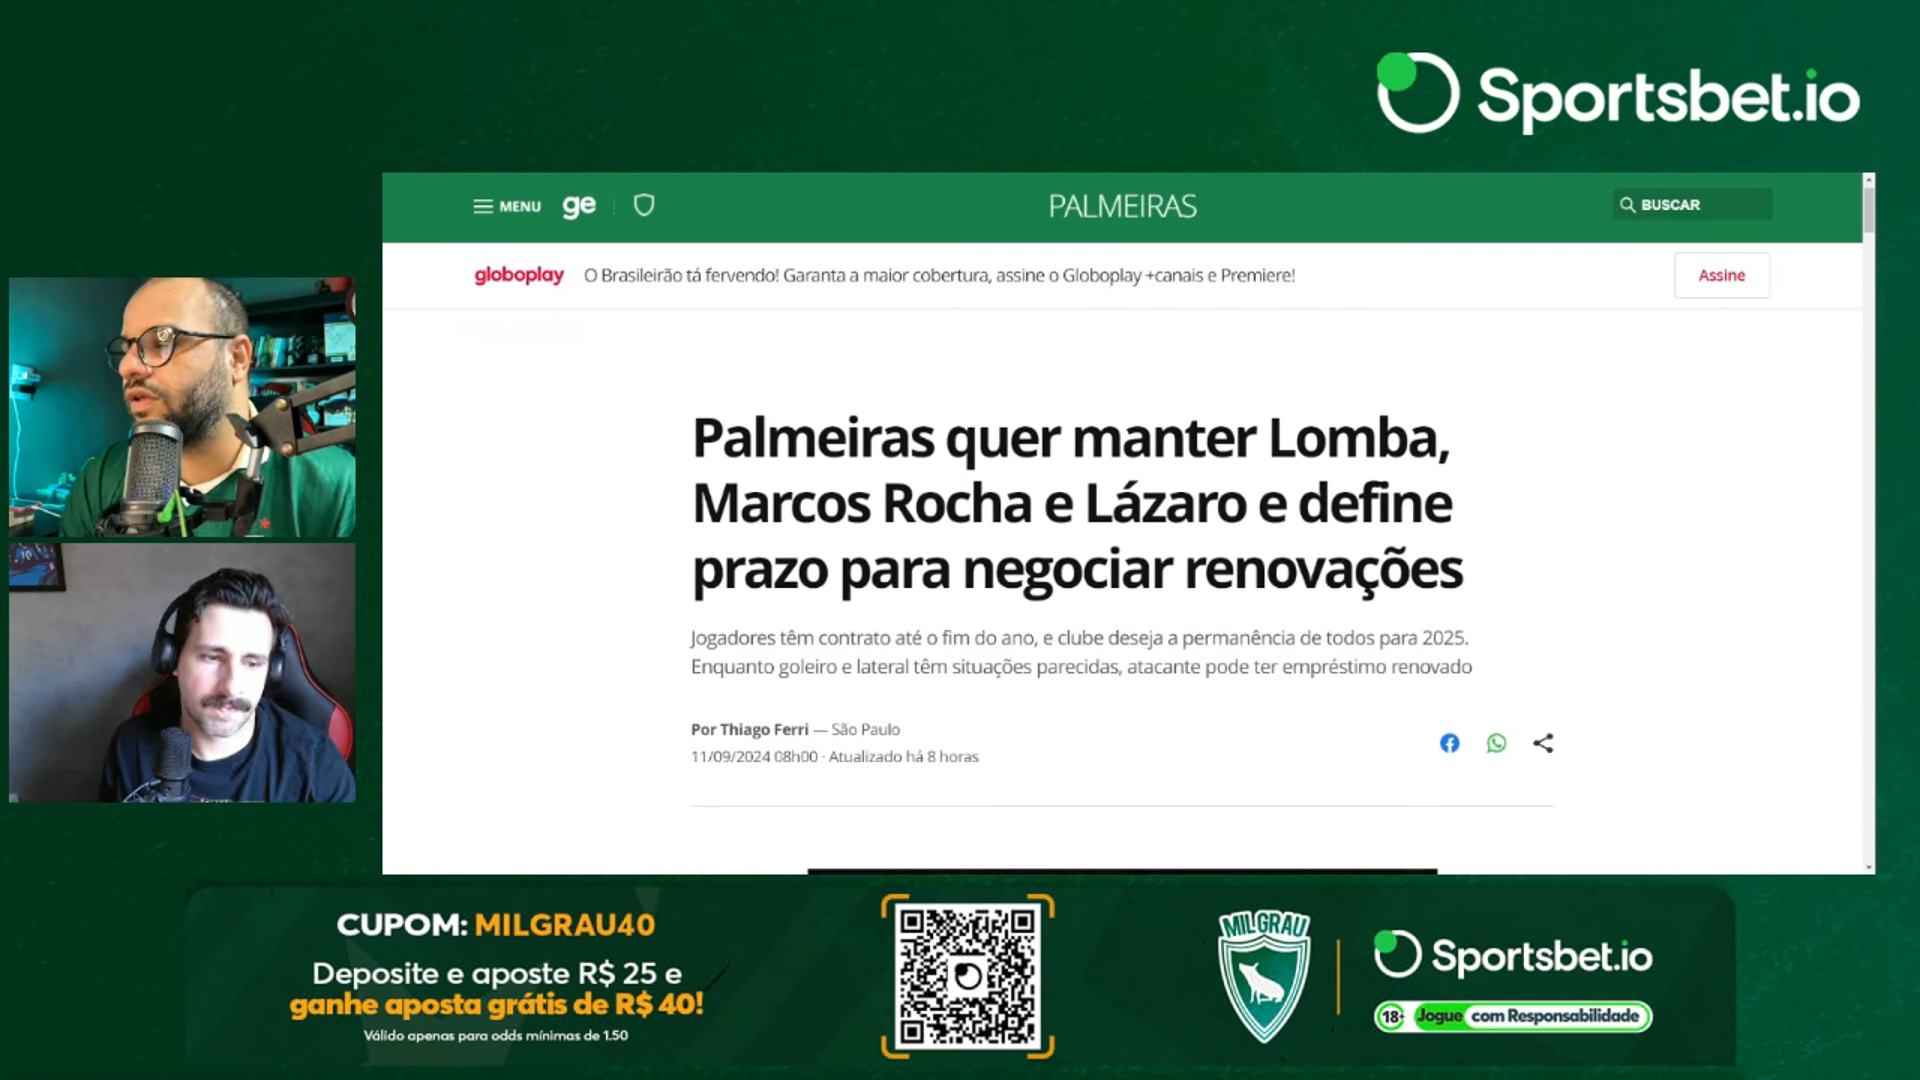 Sportsbet.io
MENU ge
PALMEIRAS
BUSCAR
globoplay O Brasileirão tá fervendo! Garanta a maior cobertura, assine o Globoplay +canais e Premiere!
Assine
Palmeiras quer manter Lomba,
Marcos Rocha e Lázaro e define
prazo para negociar renovações
Jogadores têm contrato até o fim do ano, e clube deseja a permanência de todos para 2025.
Enquanto goleiro e lateral têm situações parecidas, atacante pode ter empréstimo renovado
Por Thiago Ferri — São Paulo
11/09/2024 08h00 · Atualizado há 8 horas
CUPOM: MILGRAU40
Deposite e aposte R$ 25 e
ganhe aposta grátis de R$ 40!
Válido apenas para odds mínimas de 1.50
MIL GRAU
Sportsbet.io
18+ Jogue com Responsabilidade